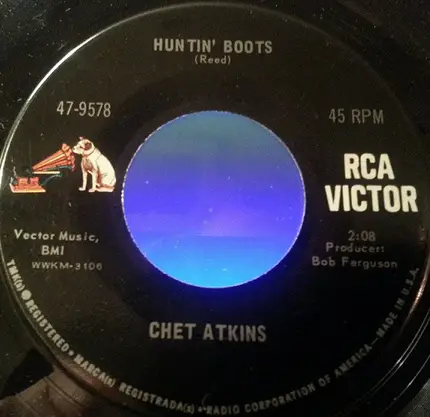 HUNTIN' BOOTS
(Reed)
47-9578
45 RPM
RCA
VICTOR
Vector Music,
BMI
WWKM-3106
2:08
Producer:
Bob Ferguson
CHET ATKINS
TMK(s) ® REGISTERED • MARCA(s) REGISTRADA(s) • RADIO CORPORATION OF AMERICA—MADE IN U.S.A.